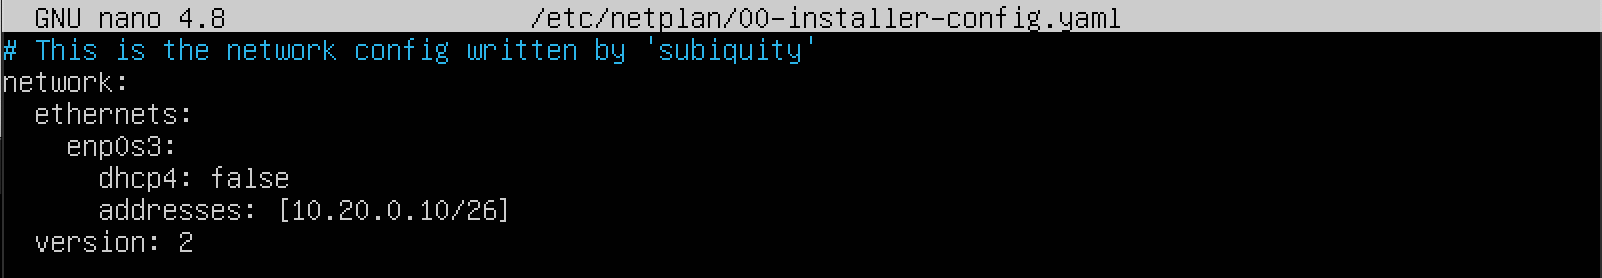 GNU nano 4.8 /etc/netplan/00-installer-config.yaml
# This is the network config written by 'subiquity'
network:
  ethernets:
    enp0s3:
      dhcp4: false
      addresses: [10.20.0.10/26]
  version: 2